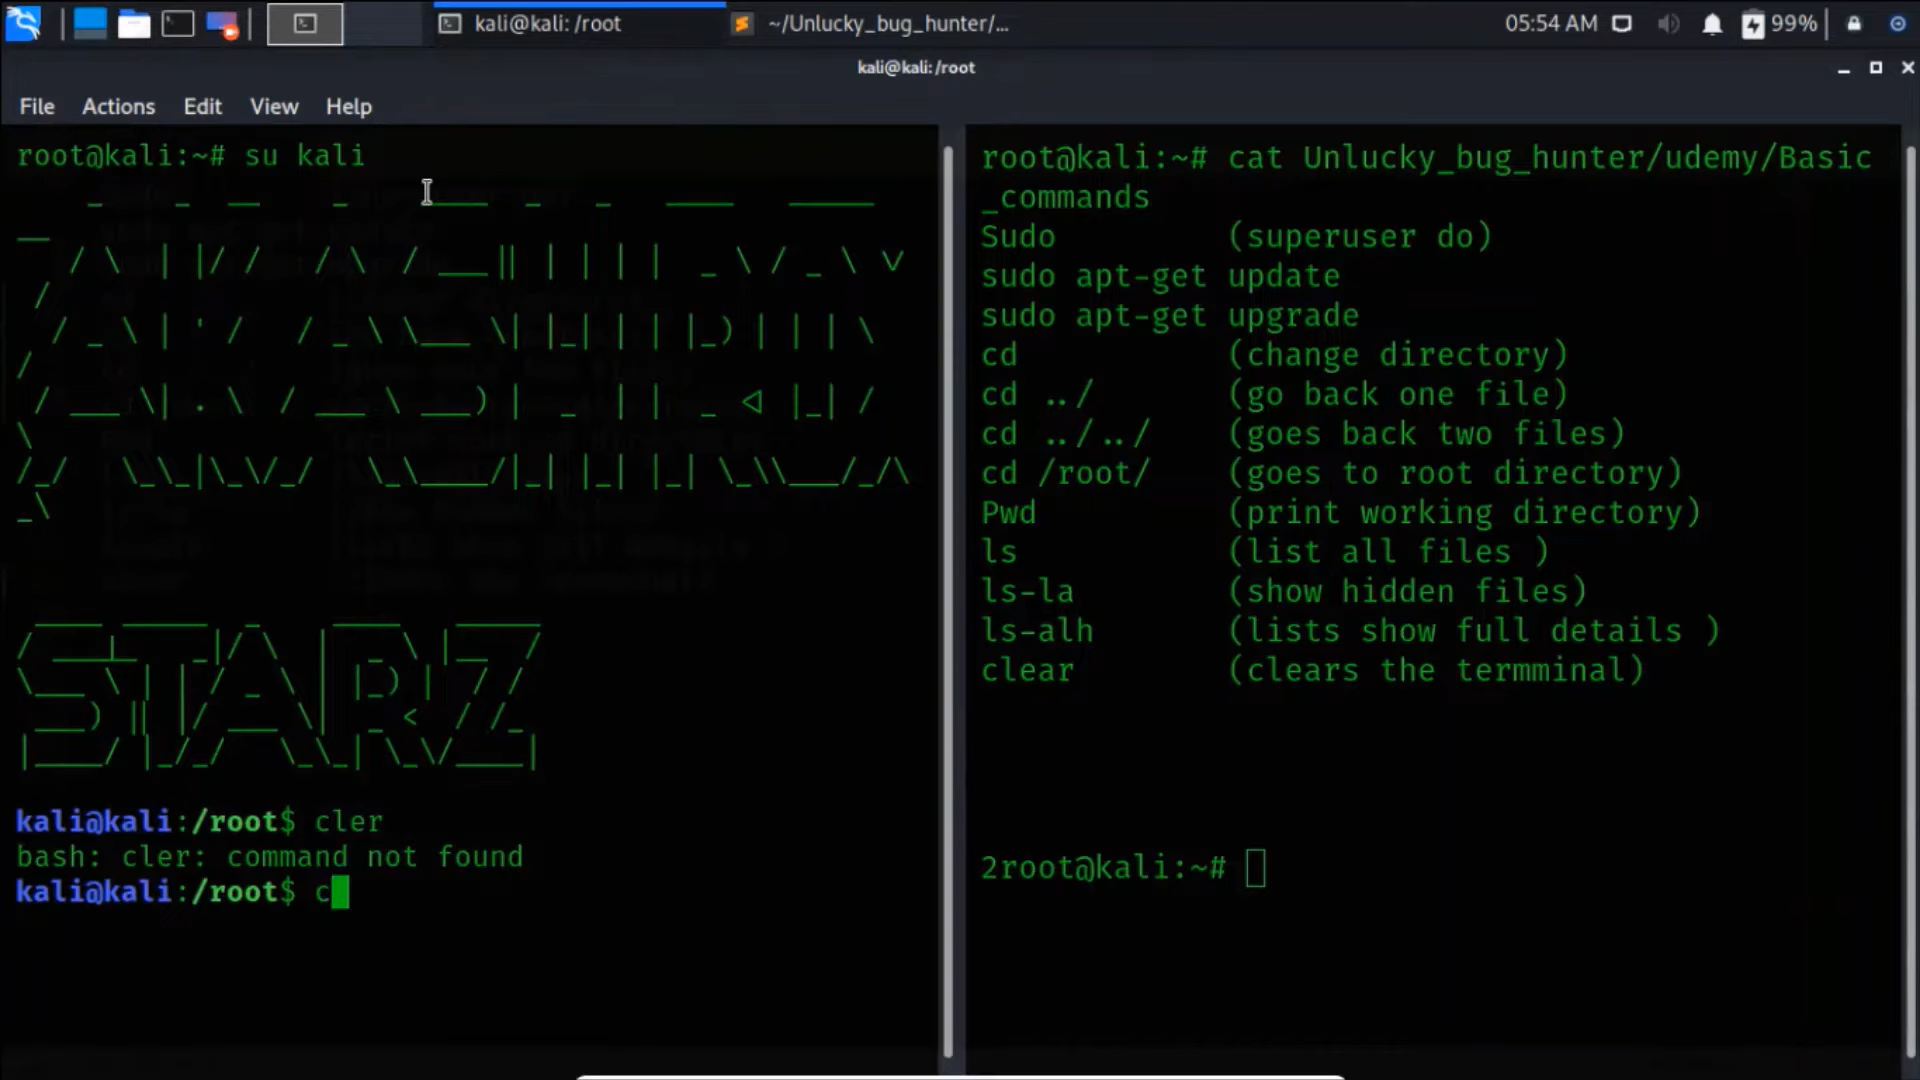 kali@kali: /root
~/Unlucky_bug_hunter/...
05:54 AM
99%
kali@kali:/root
File Actions Edit View Help
root@kali:~# su kali
AKASHROX
STARZ
kali@kali:/root$ cler
bash: cler: command not found
kali@kali:/root$ c
root@kali:~# cat Unlucky_bug_hunter/udemy/Basic
_commands
Sudo (superuser do)
sudo apt-get update
sudo apt-get upgrade
cd (change directory)
cd ../ (go back one file)
cd ../../ (goes back two files)
cd /root/ (goes to root directory)
Pwd (print working directory)
ls (list all files )
ls-la (show hidden files)
ls-alh (lists show full details )
clear (clears the termminal)
2root@kali:~#